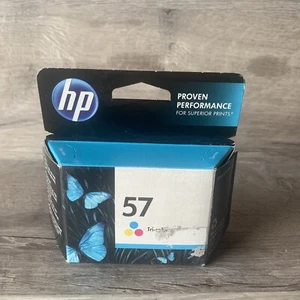 hp
PROVEN
PERFORMANCE
FOR SUPERIOR PRINTS*
57